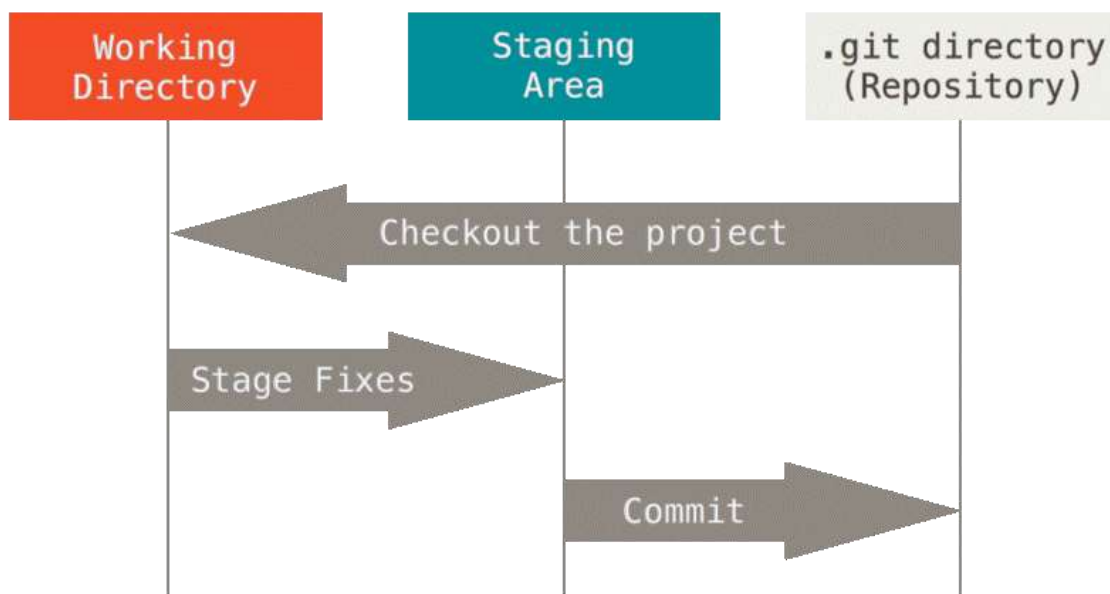 Working
Directory
Staging
Area
.git directory
(Repository)
Checkout the project
Stage Fixes
Commit